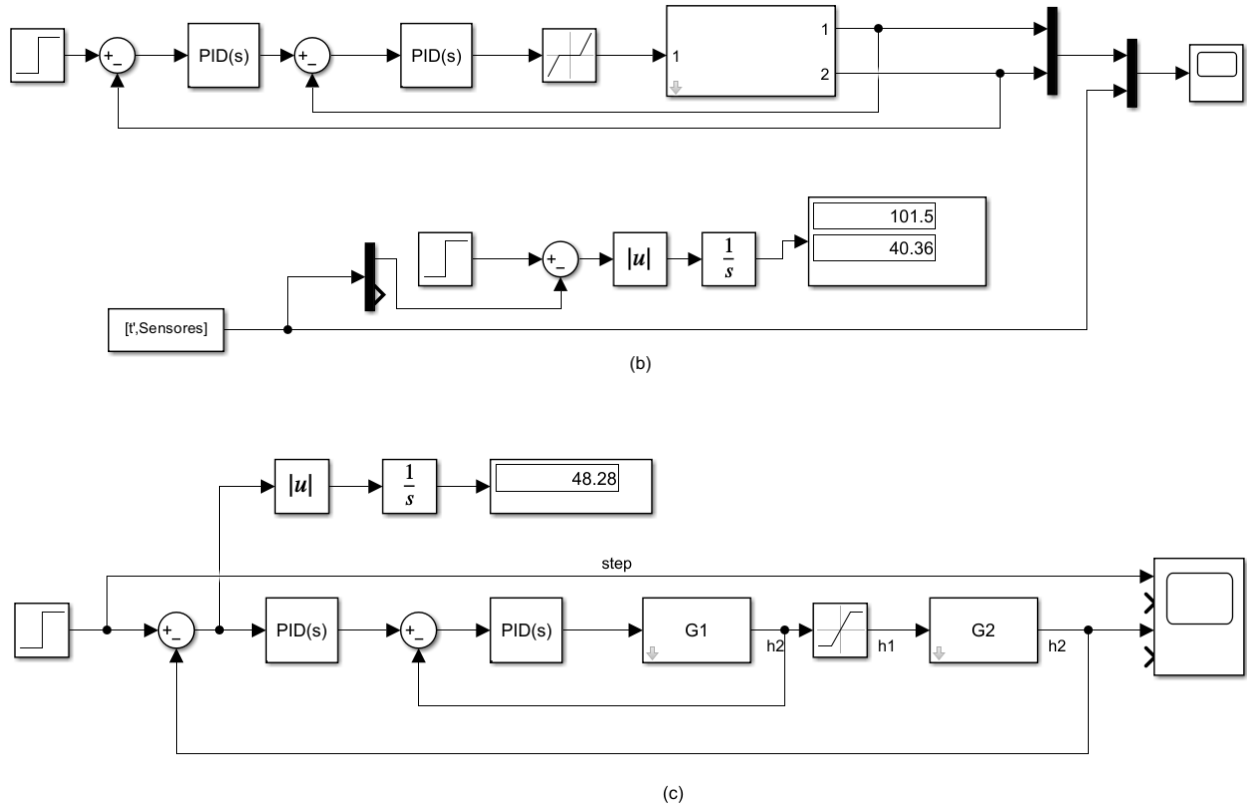 +
−
PID(s)
+
−
PID(s)
1
1
2
101.5
40.36
+
−
|u|
1
s
[t',Sensores]
(b)
|u|
1
s
48.28
step
+
−
PID(s)
+
−
PID(s)
G1
h2
h1
G2
h2
(c)